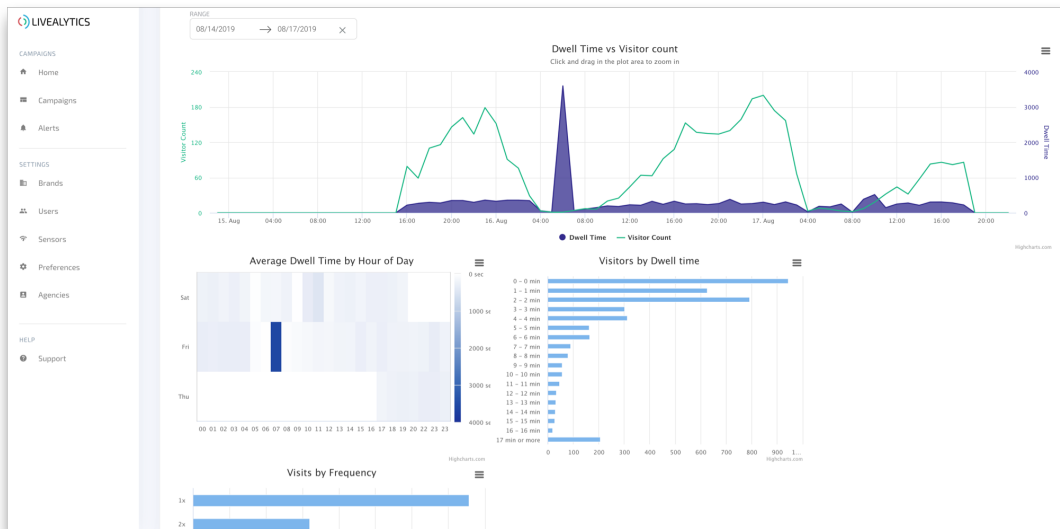 LIVEALYTICS
CAMPAIGNS
Home
Campaigns
Alerts
SETTINGS
Brands
Users
Sensors
Preferences
Agencies
HELP
Support
RANGE
08/14/2019 → 08/17/2019 ×
Dwell Time vs Visitor count
Click and drag in the plot area to zoom in
Visitor Count
240
180
120
60
0
4000
3000
2000
1000
0
Dwell Time
15. Aug 04:00 08:00 12:00 16:00 20:00 16. Aug 04:00 08:00 12:00 16:00 20:00 17. Aug 04:00 08:00 12:00 16:00 20:00
Dwell Time Visitor Count
Highcharts.com
Average Dwell Time by Hour of Day
Sat
Fri
Thu
00 01 02 03 04 05 06 07 08 09 10 11 12 13 14 15 16 17 18 19 20 22 23 23
0 sec
1000 se
2000 se
3000 se
4000 se
Highcharts.com
Visitors by Dwell time
0 – 0 min
1 – 1 min
2 – 2 min
3 – 3 min
4 – 4 min
5 – 5 min
6 – 6 min
7 – 7 min
8 – 8 min
9 – 9 min
10 – 10 min
11 – 11 min
12 – 12 min
13 – 13 min
14 – 14 min
15 – 15 min
16 – 16 min
17 min or more
0 100 200 300 400 500 600 700 800 900 1...
Highcharts.com
Visits by Frequency
1x
2x